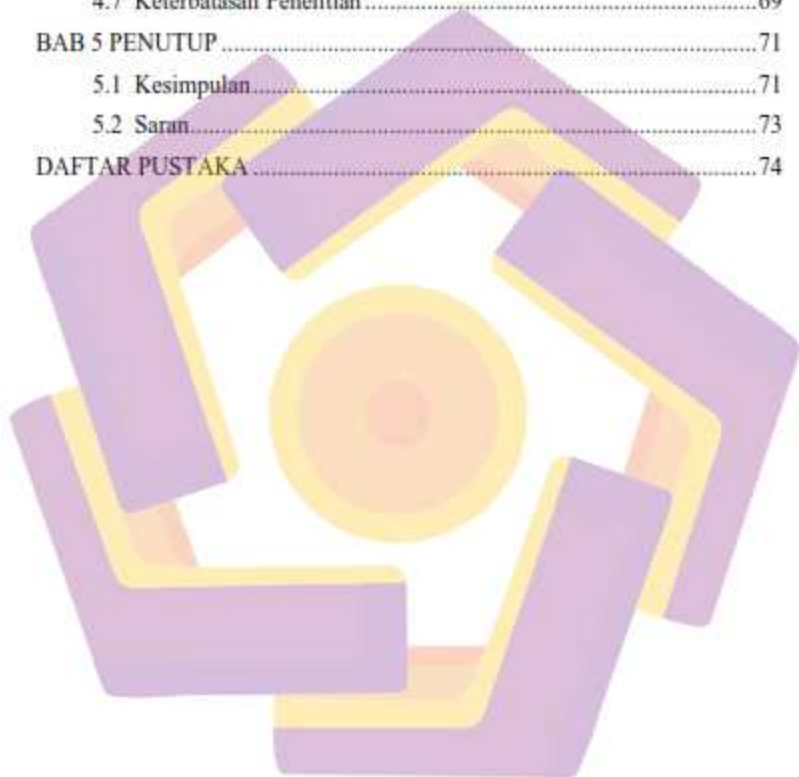 4.7 Keterbatasan Penelitian........69
BAB 5 PENUTUP........71
5.1 Kesimpulan........71
5.2 Saran........73
DAFTAR PUSTAKA........74